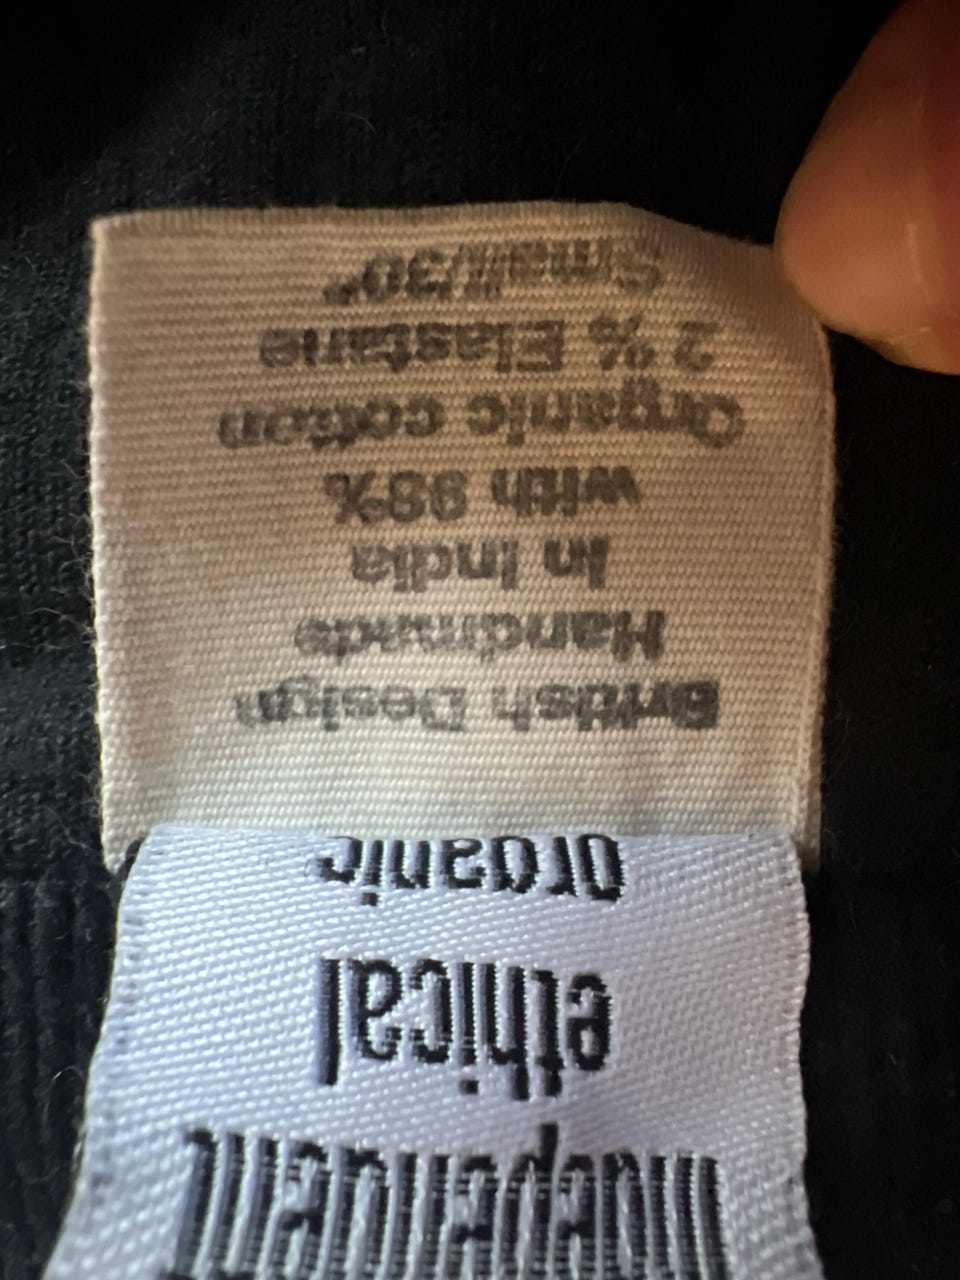 independent
ethical
organic
British Design
Handmade
In India
with 98%
Organic cotton
2 % Elastane
Small/30"